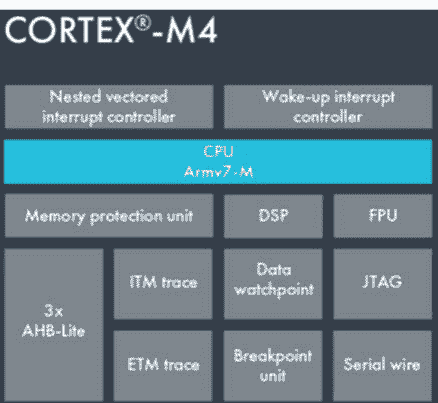 CORTEX®-M4
Nested vectored
interrupt controller
Wake-up interrupt
controller
CPU
Armv7-M
Memory protection unit
DSP
FPU
3x
AHB-Lite
ITM trace
Data
watchpoint
JTAG
ETM trace
Breakpoint
unit
Serial wire